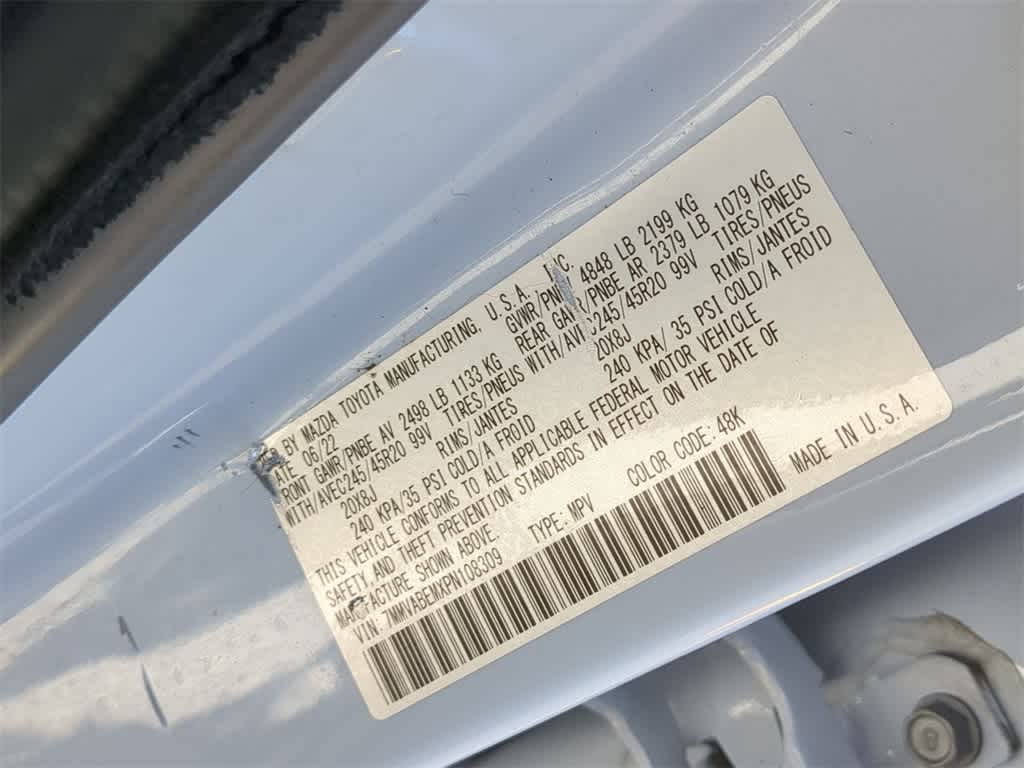 BY MAZDA TOYOTA MANUFACTURING, U.S.A. INC.
06/22 GVWR/PNBV 4848 LB 2199 KG
GAWR/PNBE AV 2498 LB 1133 KG REAR GAWR/PNBE AR 2379 LB 1079 KG
WITH/AVEC245/45R20 99V TIRES/PNEUS WITH/AVEC245/45R20 99V TIRES/PNEUS
20X8J RIMS/JANTES 20X8J RIMS/JANTES
240 KPA/35 PSI COLD/A FROID 240 KPA/ 35 PSI COLD/A FROID
THIS VEHICLE CONFORMS TO ALL APPLICABLE FEDERAL MOTOR VEHICLE
SAFETY, AND THEFT PREVENTION STANDARDS IN EFFECT ON THE DATE OF
MANUFACTURE SHOWN ABOVE.
VIN: 7MMVABEMXPN108309 TYPE: MPV COLOR CODE: 48K
MADE IN U.S.A.